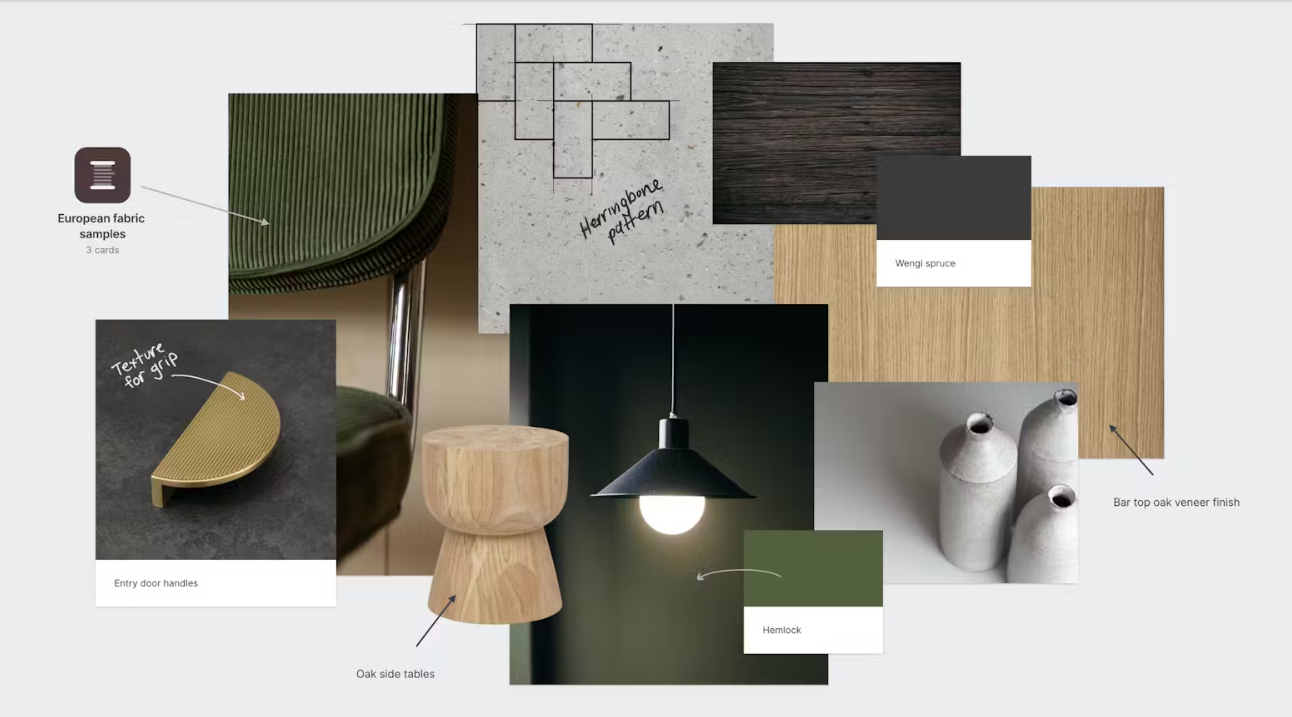 European fabric
samples
3 cards
Herringbone
pattern
Wengi spruce
Texture
for grip
Entry door handles
Bar top oak veneer finish
Hemlock
Oak side tables